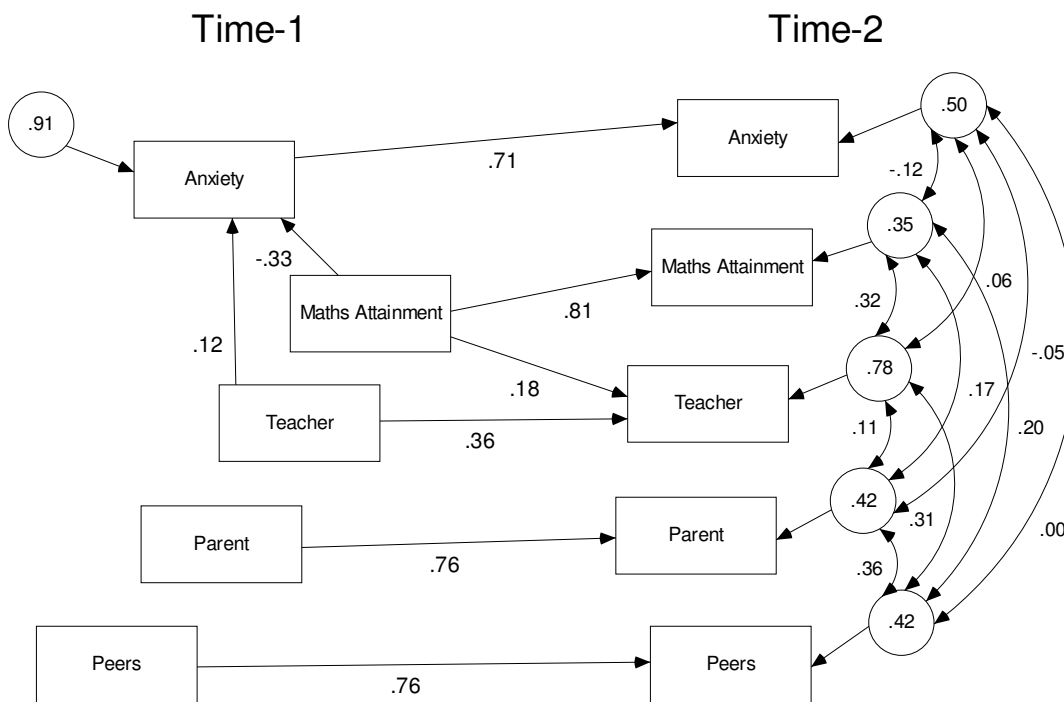 Time-1
Time-2
.91
.50
Anxiety
.71
Anxiety
-.12
.35
-.33
Maths Attainment
Maths Attainment
.81
.06
.32
.12
.18
.78
-.05
Teacher
Teacher
.36
.17
.11
.20
.42
.31
Parent
.76
Parent
.00
.36
.42
Peers
.76
Peers